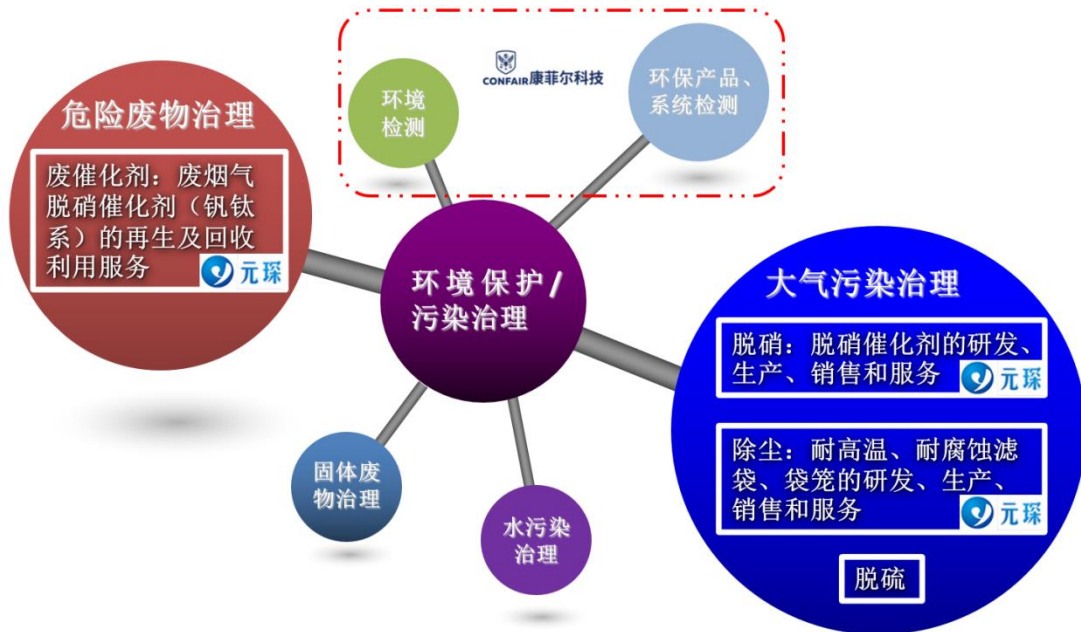 CONFAIR康菲尔科技
环境
检测
环保产品、
系统检测
危险废物治理
废催化剂：废烟气
脱硝催化剂（钒钛
系）的再生及回收
利用服务
元琛
环境保护/
污染治理
大气污染治理
脱硝：脱硝催化剂的研发、
生产、销售和服务
元琛
除尘：耐高温、耐腐蚀滤
袋、袋笼的研发、生产、
销售和服务
元琛
脱硫
固体废
物治理
水污染
治理